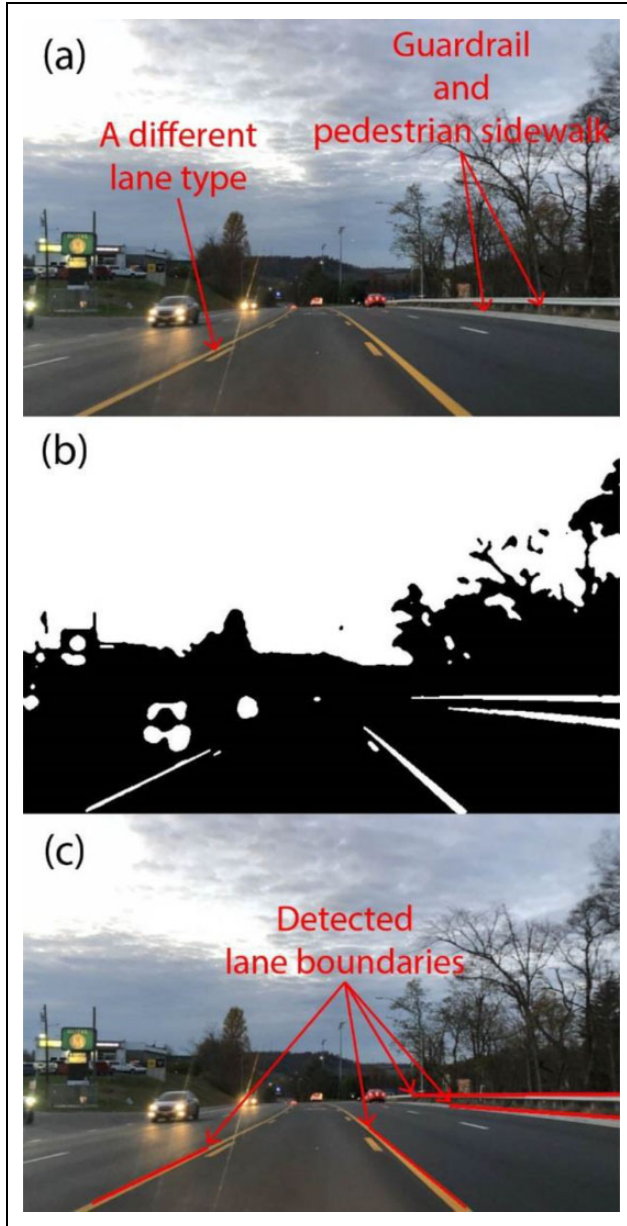 (a)
Guardrail
and
pedestrian sidewalk
A different
lane type
(b)
(c)
Detected
lane boundaries